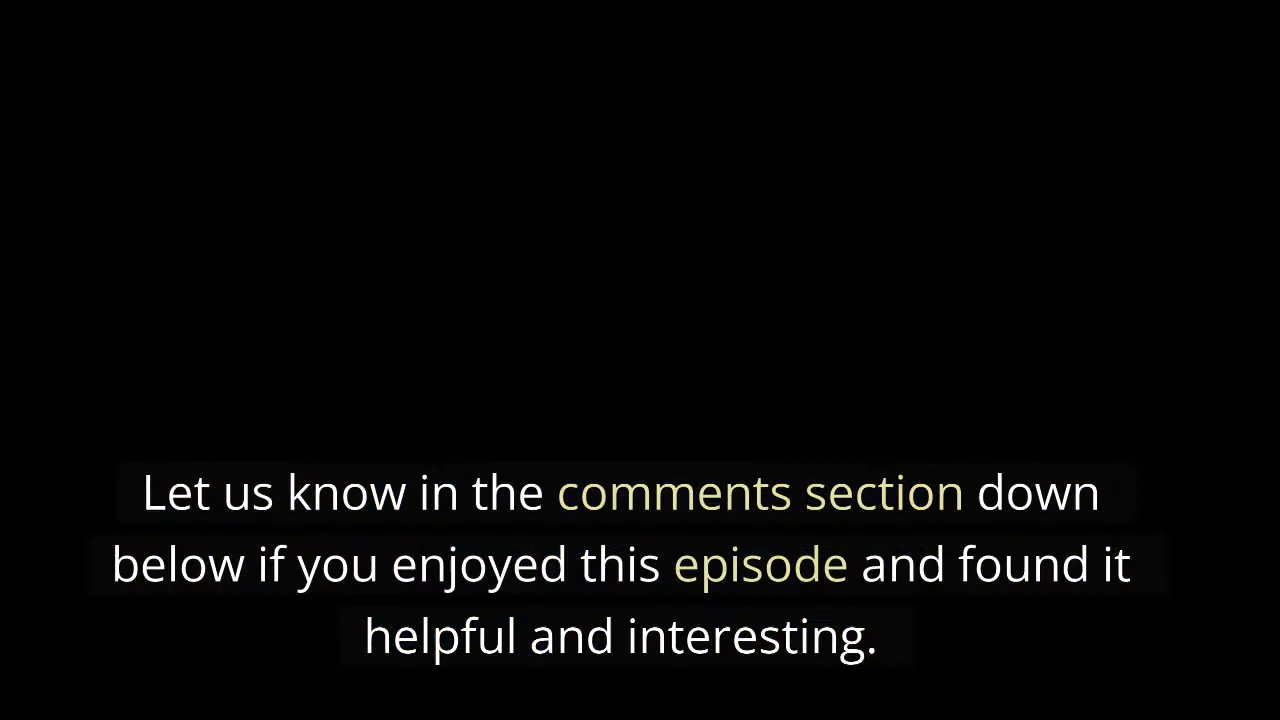 Let us know in the comments section down
below if you enjoyed this episode and found it
helpful and interesting.